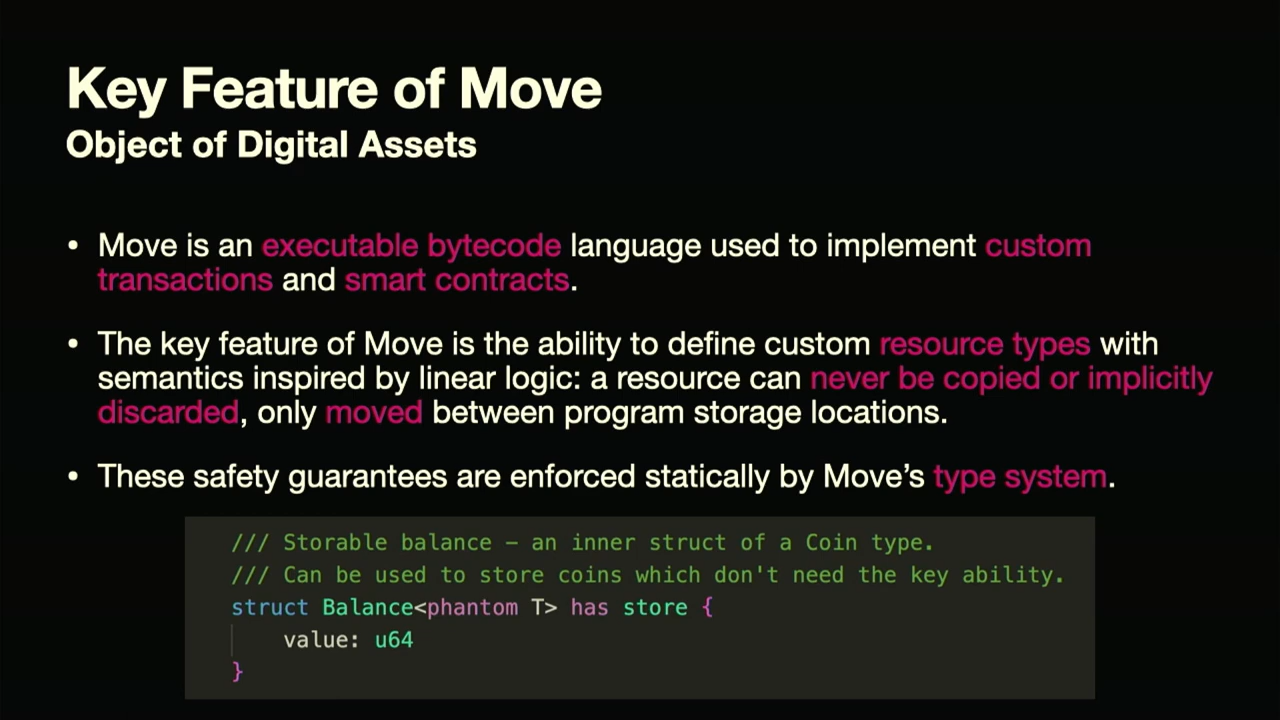 Key Feature of Move
Object of Digital Assets
• Move is an executable bytecode language used to implement custom
transactions and smart contracts.
• The key feature of Move is the ability to define custom resource types with
semantics inspired by linear logic: a resource can never be copied or implicitly
discarded, only moved between program storage locations.
• These safety guarantees are enforced statically by Move’s type system.
/// Storable balance – an inner struct of a Coin type.
/// Can be used to store coins which don't need the key ability.
struct Balance<phantom T> has store {
value: u64
}